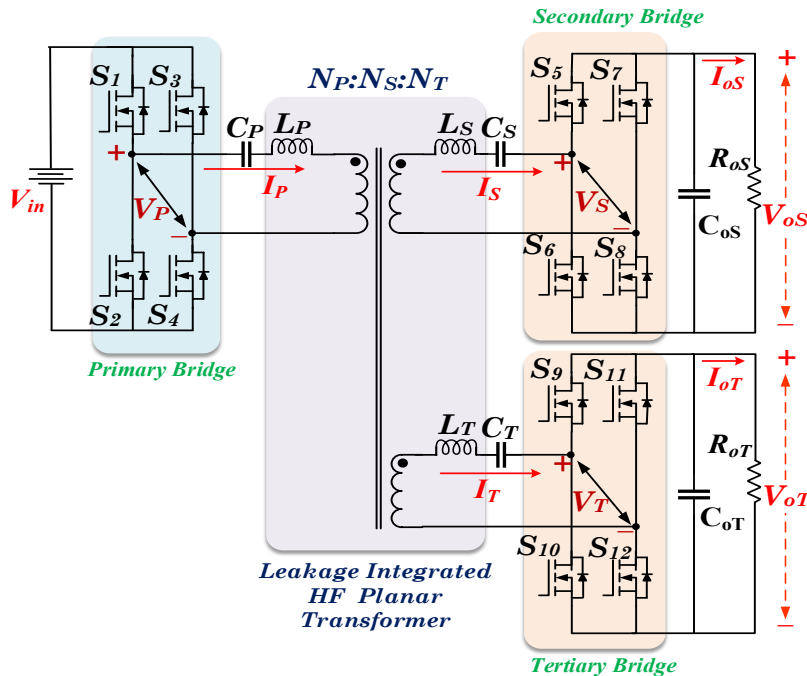 Secondary Bridge
S1
S3
NP:NS:NT
S5
S7
IoS
+
CP
LP
LS
CS
+
+
RoS
Vin
IP
VP
IS
VS
CoS
VoS
–
–
S6
S8
S2
S4
–
Primary Bridge
S9
S11
IoT
+
LT
CT
+
RoT
IT
VT
CoT
VoT
–
S10
S12
Leakage Integrated
HF Planar
Transformer
–
Tertiary Bridge